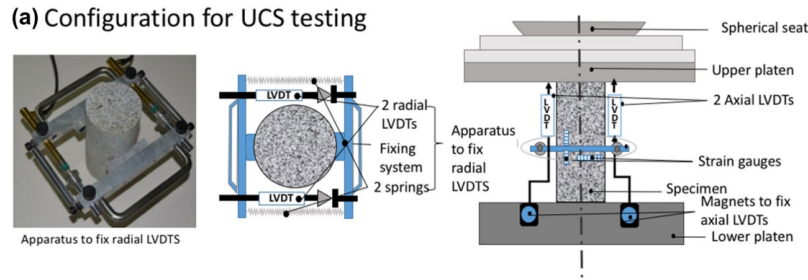 (a) Configuration for UCS testing
Apparatus to fix radial LVDTS
LVDT
LVDT
2 radial
LVDTs
Fixing
system
2 springs
Apparatus
to fix
radial
LVDTS
LVDT
LVDT
Spherical seat
Upper platen
2 Axial LVDTs
Strain gauges
Specimen
Magnets to fix
axial LVDTs
Lower platen